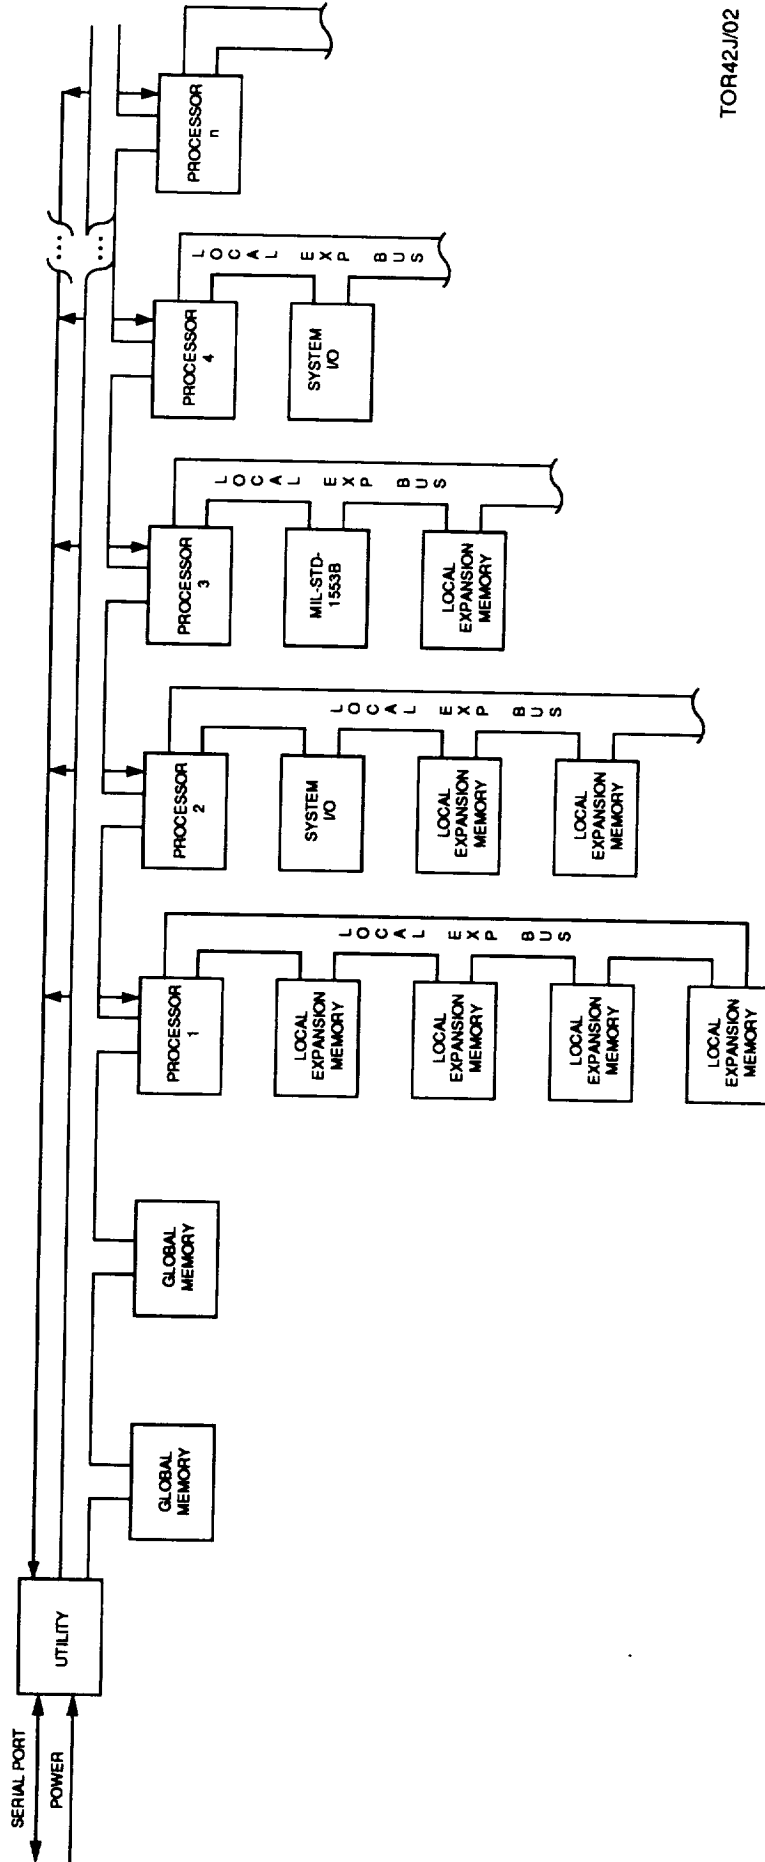 SERIAL PORT
POWER
UTILITY
GLOBAL
MEMORY
GLOBAL
MEMORY
PROCESSOR
1
LOCAL
EXPANSION
MEMORY
LOCAL
EXPANSION
MEMORY
LOCAL
EXPANSION
MEMORY
LOCAL
EXPANSION
MEMORY
LOCAL EXP BUS
PROCESSOR
2
SYSTEM
I/O
LOCAL
EXPANSION
MEMORY
LOCAL
EXPANSION
MEMORY
LOCAL EXP BUS
PROCESSOR
3
MIL-STD-
1553B
LOCAL
EXPANSION
MEMORY
LOCAL EXP BUS
PROCESSOR
4
SYSTEM
I/O
LOCAL EXP BUS
...
...
PROCESSOR
n
TOR42J/02